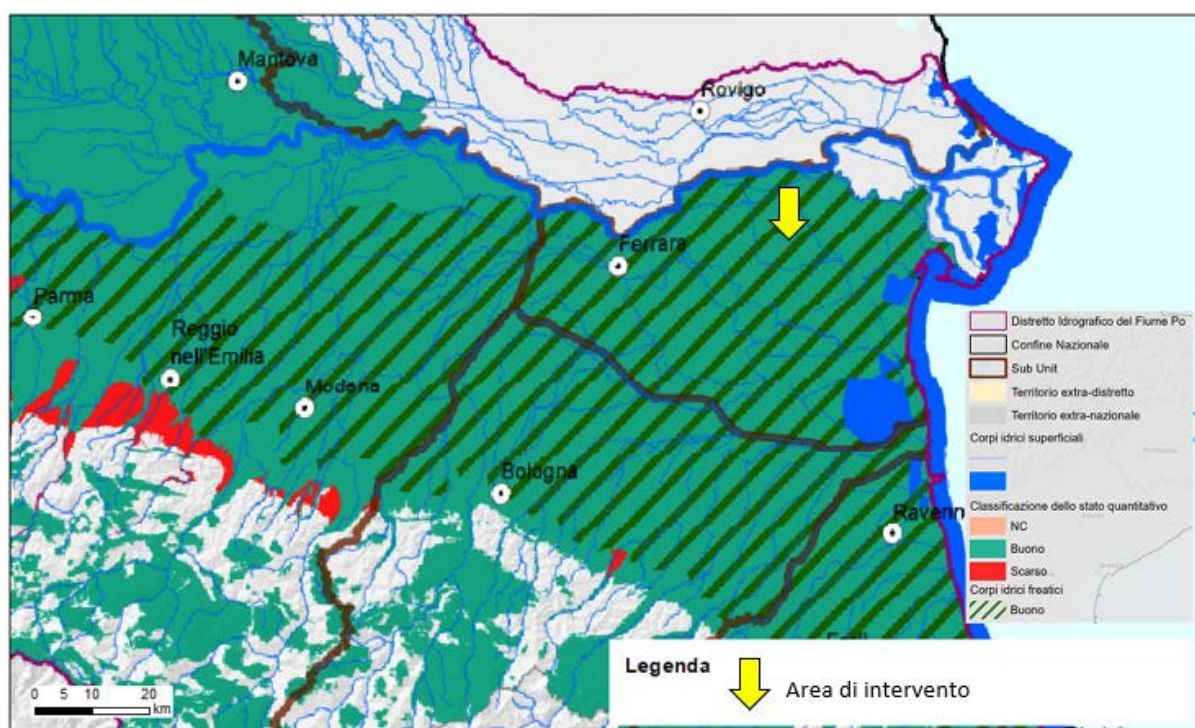 Mantova
Rovigo
Ferrara
Parma
Reggio
nell'Emilia
Modena
Bologna
Ravenn
Distretto Idrografico del Fiume Po
Confine Nazionale
Sub Unit
Territorio extra-distretto
Territorio extra-nazionale
Corpi idrici superficiali
Classificazione dello stato quantitativo
NC
Buono
Scarso
Corpi idrici freatici
Buono
Legenda
Area di intervento
0 5 10 20
km